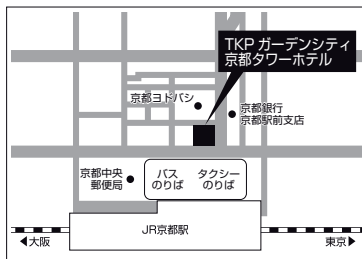 TKP ガーデンシティ
京都タワーホテル
京都ヨドバシ
京都銀行
京都駅前支店
京都中央
郵便局
バス
のりば
タクシー
のりば
JR京都駅
◀大阪
東京▶